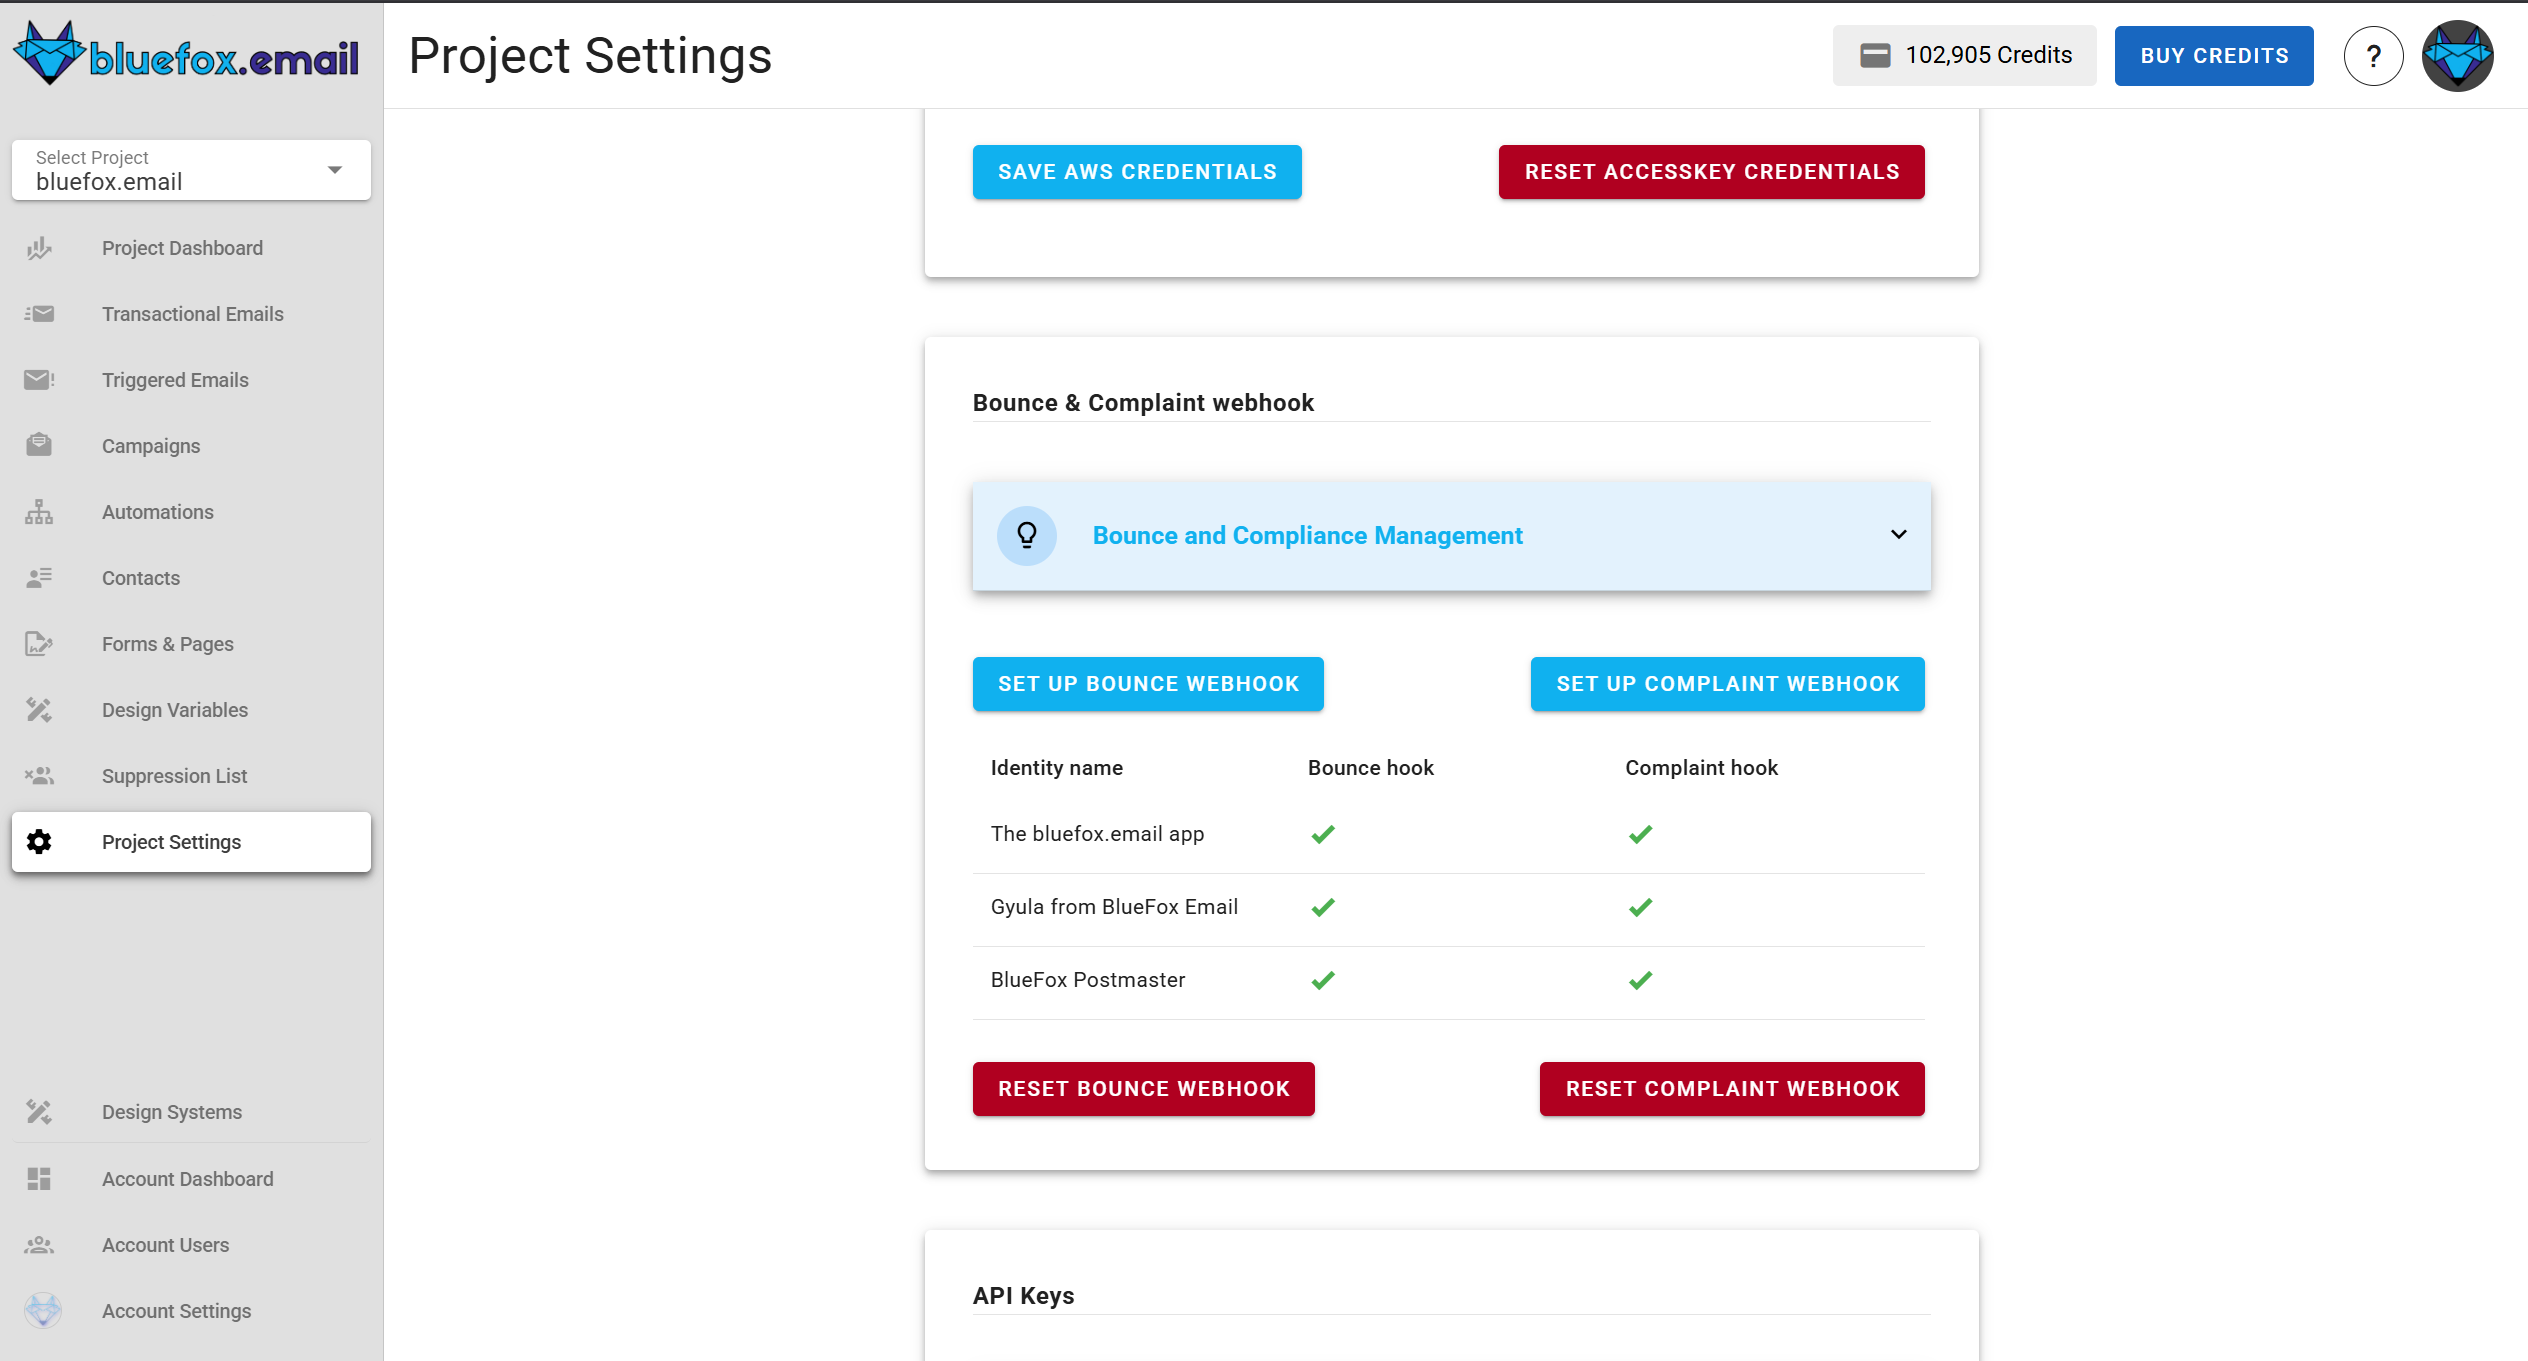 bluefox.email
Project Settings
102,905 Credits
BUY CREDITS
?
Select Project
bluefox.email
Project Dashboard
Transactional Emails
Triggered Emails
Campaigns
Automations
Contacts
Forms & Pages
Design Variables
Suppression List
Project Settings
Design Systems
Account Dashboard
Account Users
Account Settings
SAVE AWS CREDENTIALS
RESET ACCESSKEY CREDENTIALS
Bounce & Complaint webhook
Bounce and Compliance Management
SET UP BOUNCE WEBHOOK
SET UP COMPLAINT WEBHOOK
Identity name Bounce hook Complaint hook
The bluefox.email app
Gyula from BlueFox Email
BlueFox Postmaster
RESET BOUNCE WEBHOOK
RESET COMPLAINT WEBHOOK
API Keys